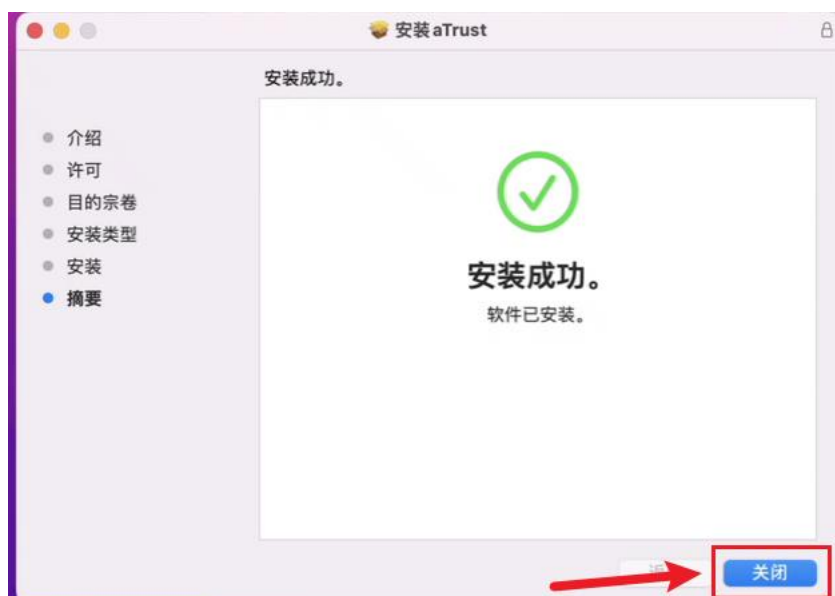 安装 aTrust
安装成功。
介绍
许可
目的宗卷
安装类型
安装
摘要
安装成功。
软件已安装。
关闭